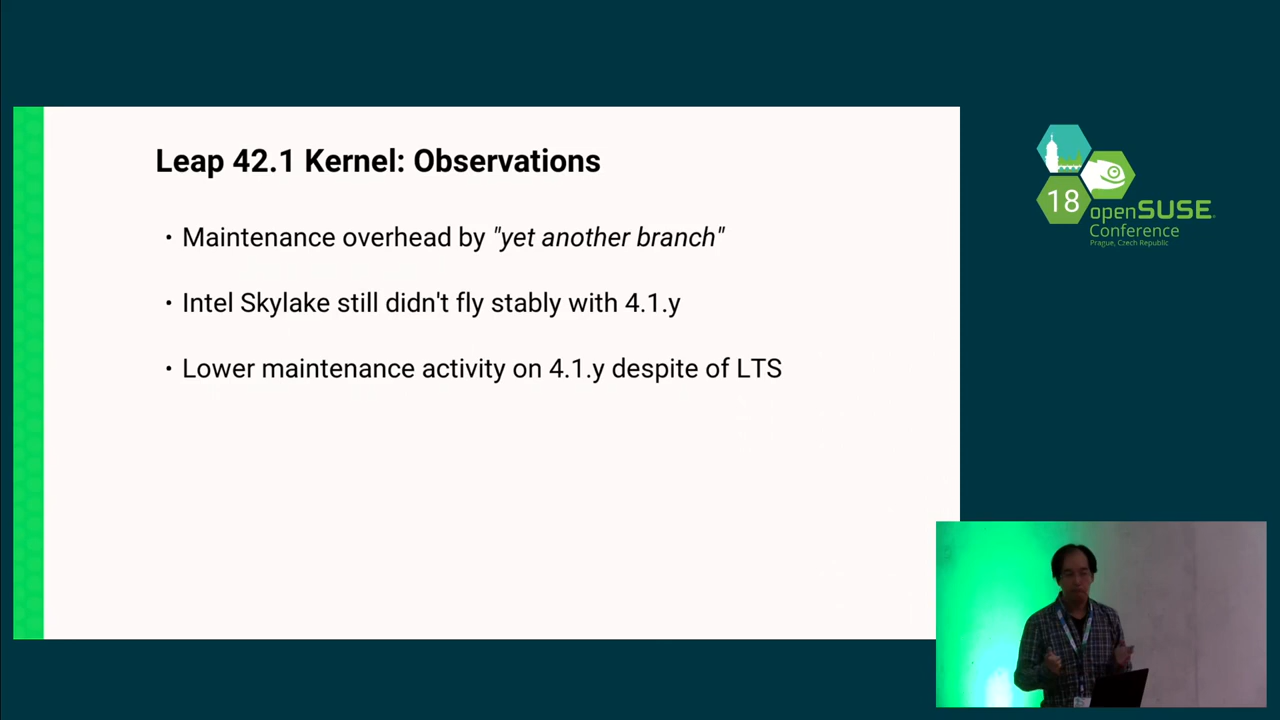 Leap 42.1 Kernel: Observations
• Maintenance overhead by "yet another branch"
• Intel Skylake still didn't fly stably with 4.1.y
• Lower maintenance activity on 4.1.y despite of LTS
18
openSUSE
Conference
Prague, Czech Republic